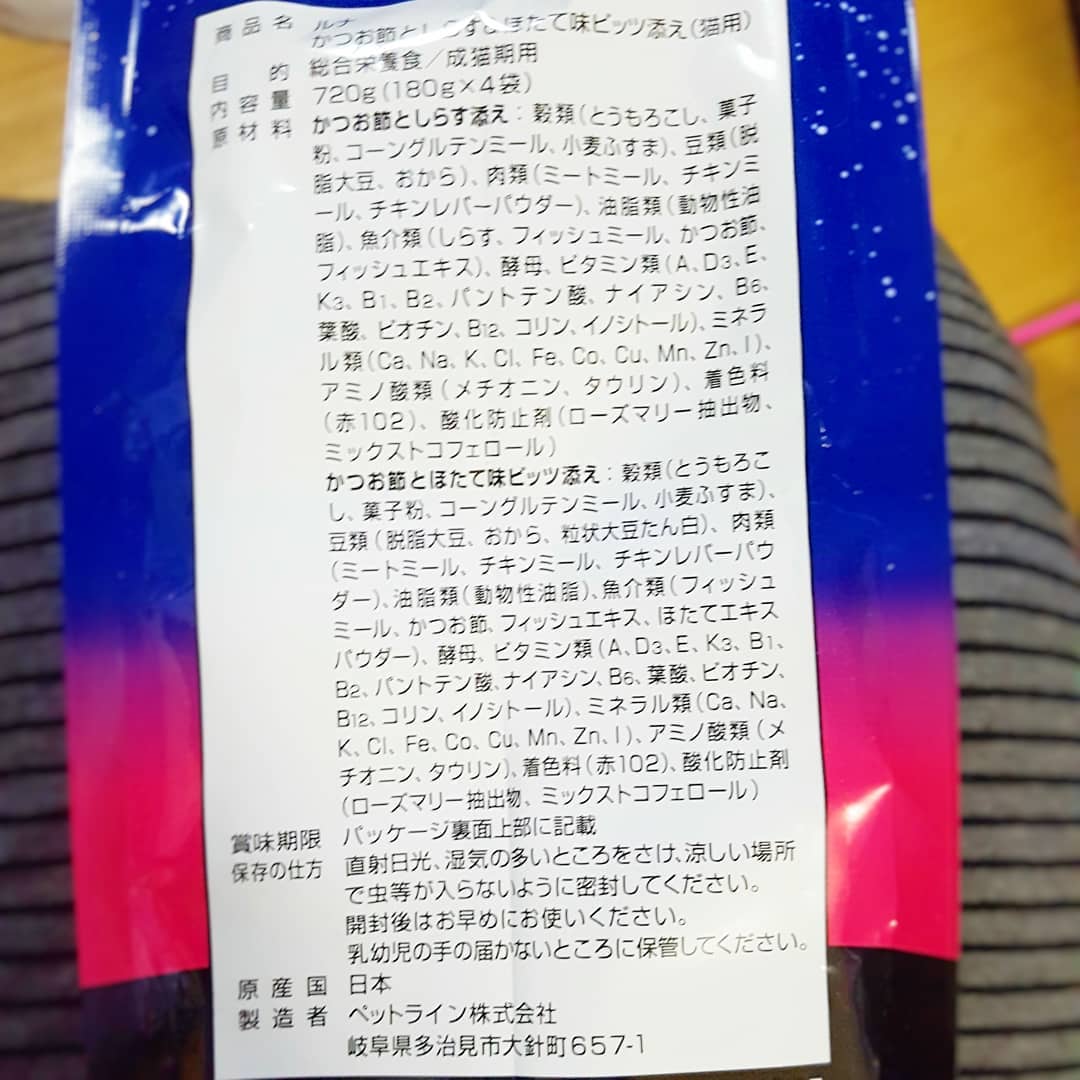 商品名
かつお節としらす&ほたて味ビッツ添え(猫用)
目的 総合栄養食/成猫期用
内容量 720g(180g×4袋)
原材料 かつお節としらす添え:穀類(とうもろこし、菓子
粉、コーングルテンミール、小麦ふすま)、豆類(脱
脂大豆、おから)、肉類(ミートミール、チキンミ
ール、チキンレバーパウダー)、油脂類(動物性油
脂)、魚介類(しらす、フィッシュミール、かつお節、
フィッシュエキス)、酵母、ビタミン類(A、D3、E、
K3、B1、B2、パントテン酸、ナイアシン、B6、
葉酸、ビオチン、B12、コリン、イノシトール)、ミネラ
ル類(Ca、Na、K、Cl、Fe、Co、Cu、Mn、Zn、I)、
アミノ酸類(メチオニン、タウリン)、着色料
(赤102)、酸化防止剤(ローズマリー抽出物、
ミックストコフェロール)
かつお節とほたて味ビッツ添え:穀類(とうもろこ
し、菓子粉、コーングルテンミール、小麦ふすま)、
豆類(脱脂大豆、おから、粒状大豆たん白)、肉類
(ミートミール、チキンミール、チキンレバーパウ
ダー)、油脂類(動物性油脂)、魚介類(フィッシュ
ミール、かつお節、フィッシュエキス、ほたてエキス
パウダー)、酵母、ビタミン類(A、D3、E、K3、B1、
B2、パントテン酸、ナイアシン、B6、葉酸、ビオチン、
B12、コリン、イノシトール)、ミネラル類(Ca、Na、
K、Cl、Fe、Co、Cu、Mn、Zn、I)、アミノ酸類(メ
チオニン、タウリン)、着色料(赤102)、酸化防止剤
(ローズマリー抽出物、ミックストコフェロール)
賞味期限 パッケージ裏面上部に記載
保存の仕方 直射日光、湿気の多いところをさけ、涼しい場所
で虫等が入らないように密封してください。
開封後はお早めにお使いください。
乳幼児の手の届かないところに保管してください。
原産国 日本
製造者 ペットライン株式会社
岐阜県多治見市大針町657-1